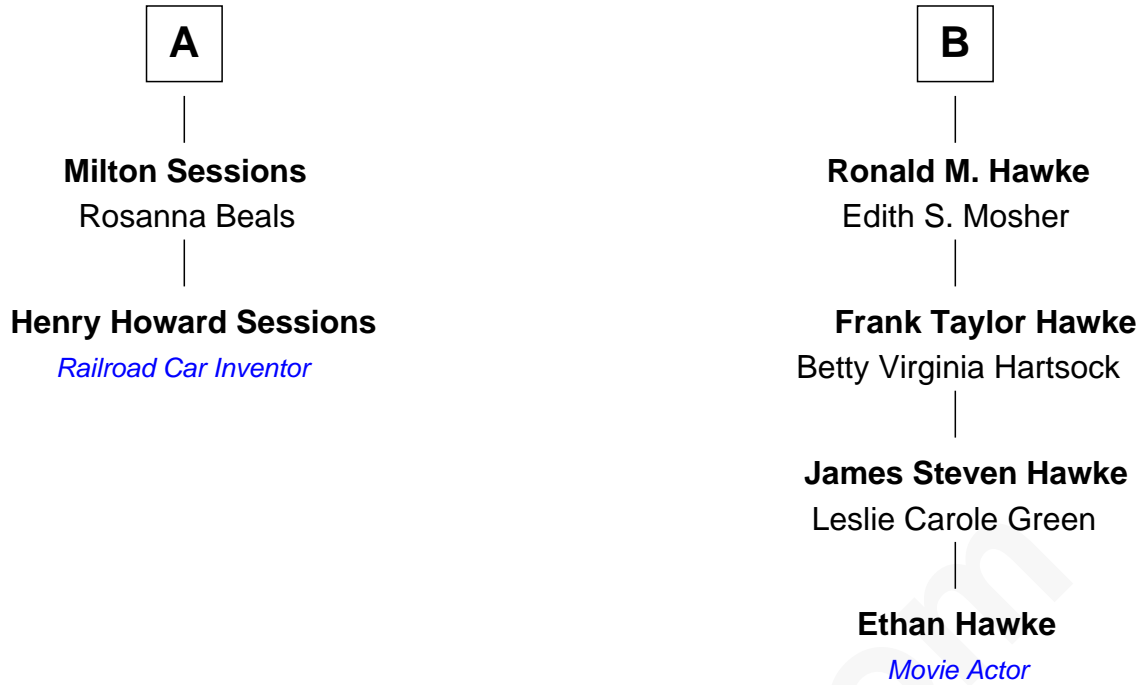 A
Milton Sessions
Rosanna Beals
Henry Howard Sessions
Railroad Car Inventor
B
Ronald M. Hawke
Edith S. Mosher
Frank Taylor Hawke
Betty Virginia Hartsock
James Steven Hawke
Leslie Carole Green
Ethan Hawke
Movie Actor